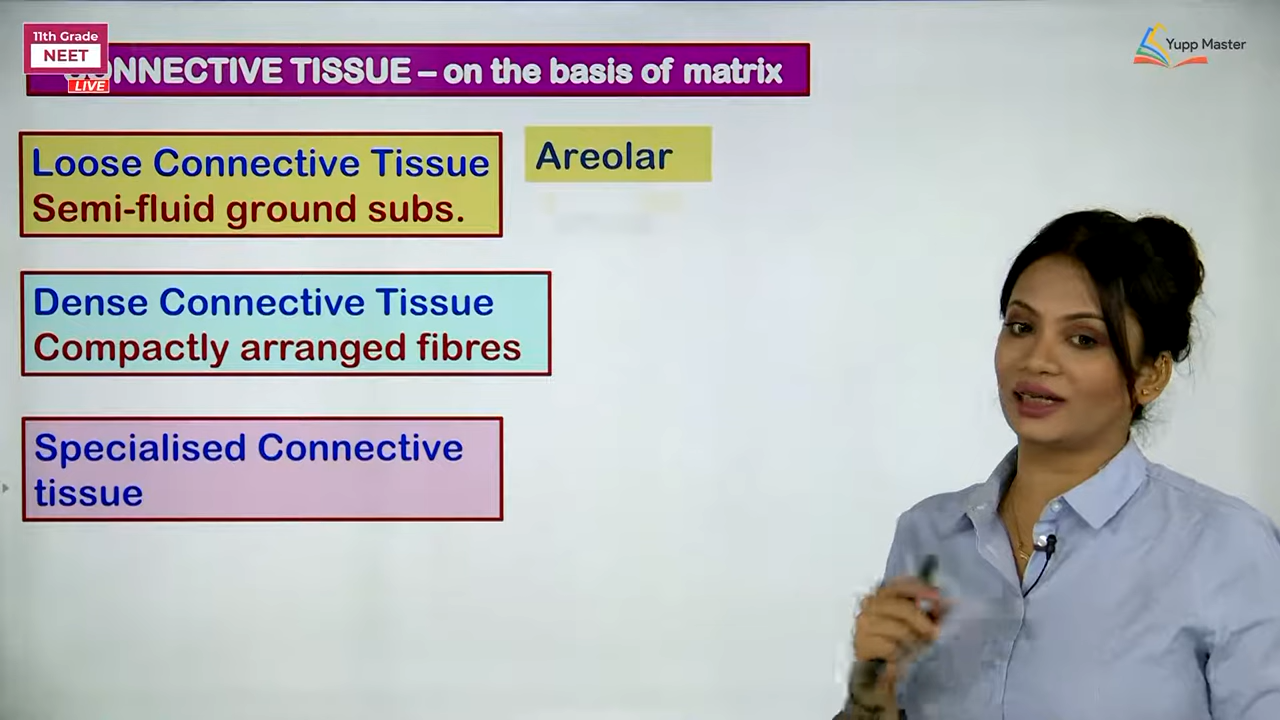 11th Grade
NEET
LIVE
CONNECTIVE TISSUE – on the basis of matrix
Yupp Master
Loose Connective Tissue
Semi-fluid ground subs.
Areolar
Dense Connective Tissue
Compactly arranged fibres
Specialised Connective
tissue